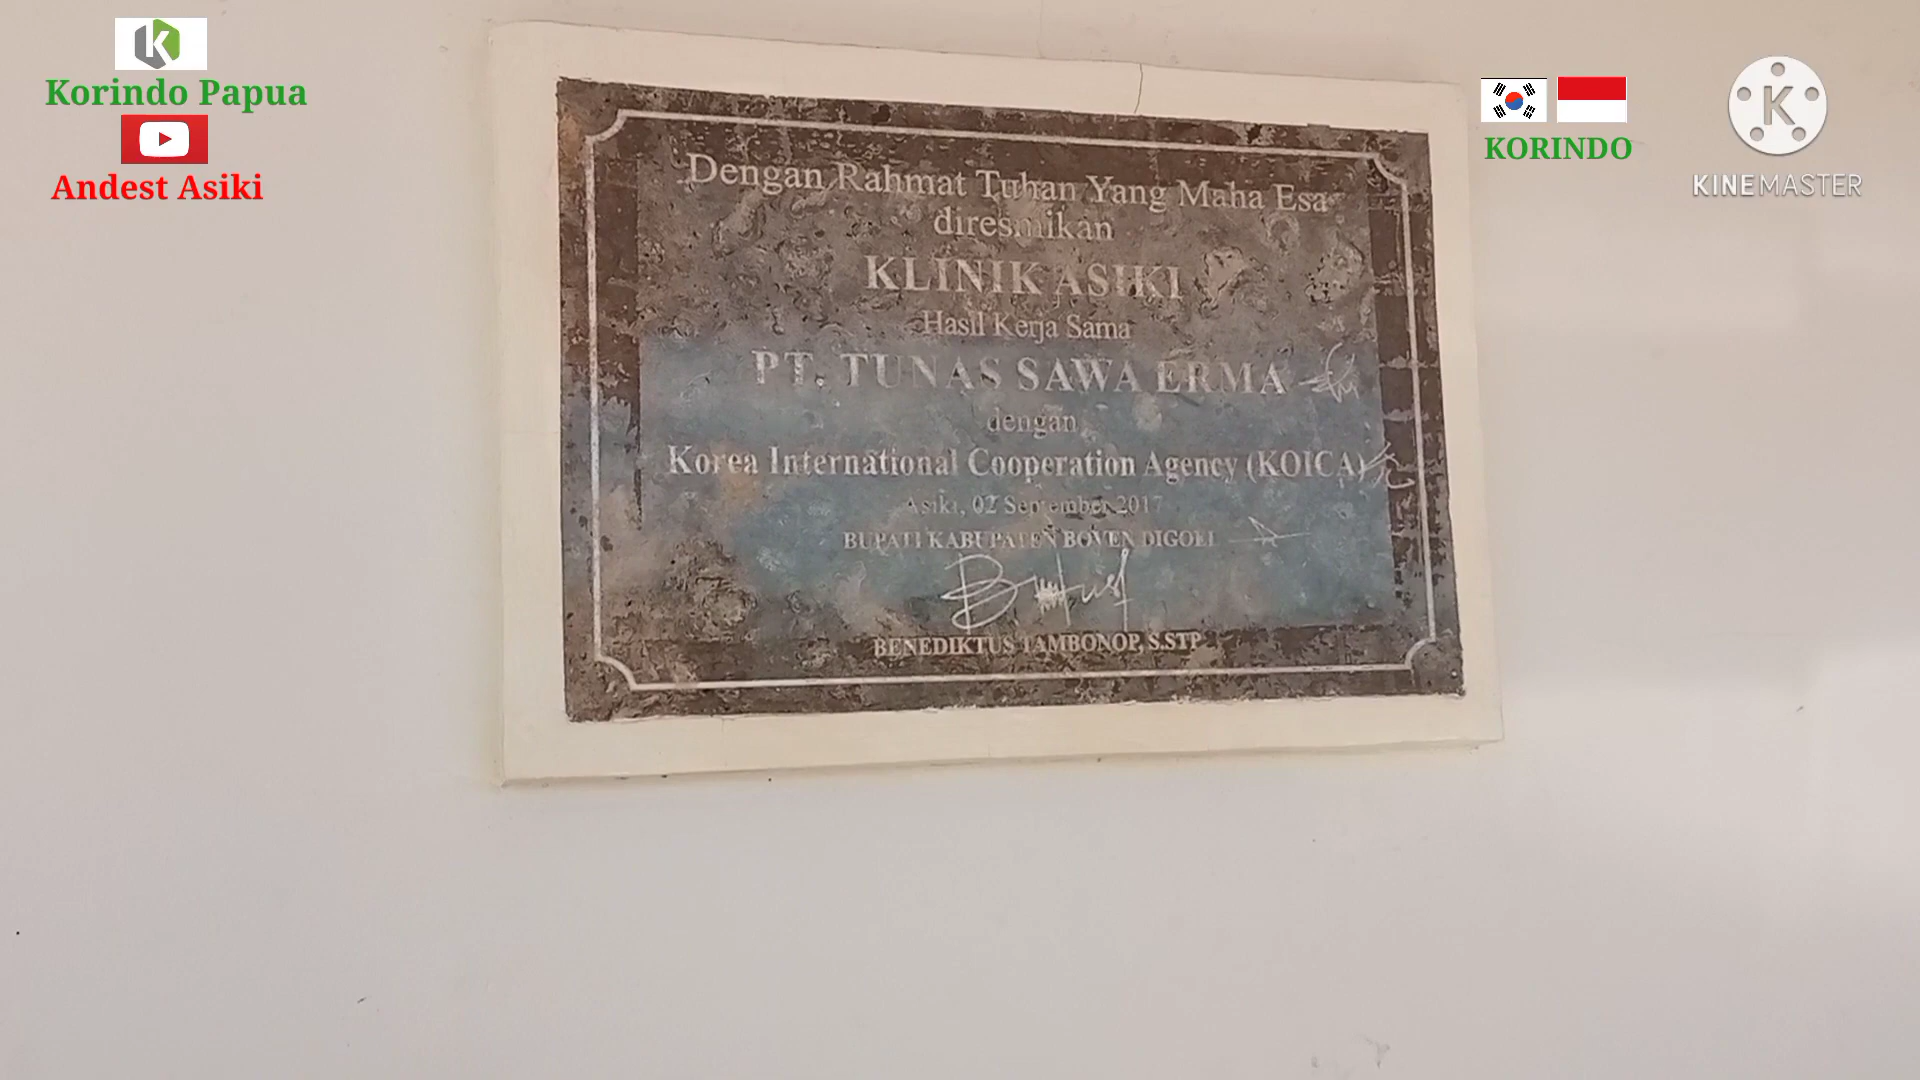 Korindo Papua
Andest Asiki
KORINDO
K
KINEMASTER
Dengan Rahmat Tuhan Yang Maha Esa
diresmikan
KLINIK ASIKI
Hasil Kerja Sama
PT. TUNAS SAWA ERMA
dengan
Korea International Cooperation Agency (KOICA)
Asiki, 02 September 2017
BUPATI KABUPATEN BOVEN DIGOEL
BENEDIKTUS TAMBONOP, S.STP